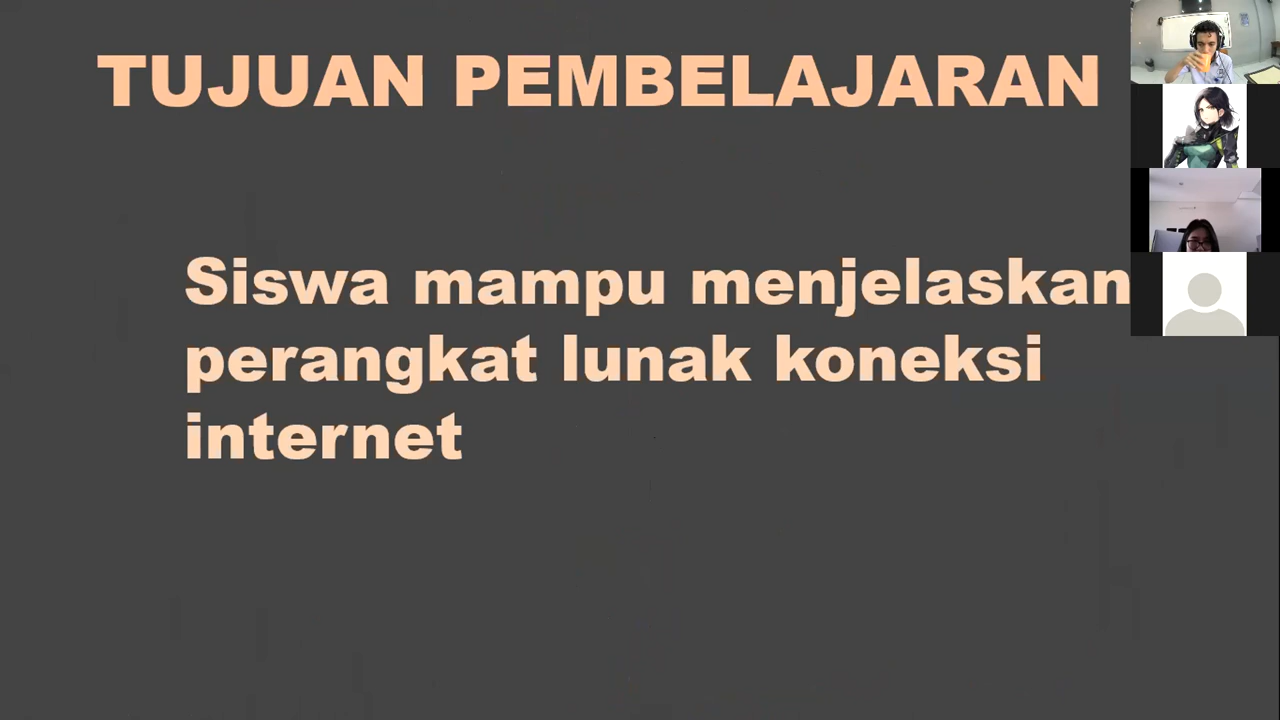 TUJUAN PEMBELAJARAN
Siswa mampu menjelaskan
perangkat lunak koneksi
internet